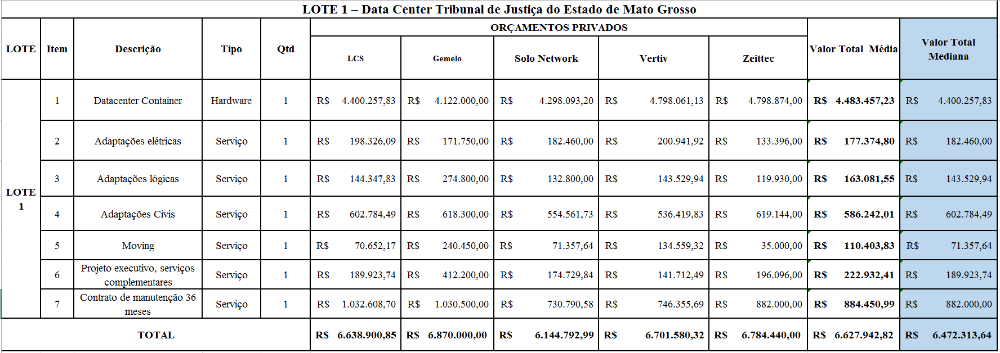 LOTE 1 – Data Center Tribunal de Justiça do Estado de Mato Grosso
LOTE Item Descrição Tipo Qtd ORÇAMENTOS PRIVADOS Valor Total Média Valor Total
Mediana
LCS Gemelo Solo Network Vertiv Zeittec
LOTE
1
1 Datacenter Container Hardware 1 R$ 4.400.257,83 R$ 4.122.000,00 R$ 4.298.093,20 R$ 4.798.061,13 R$ 4.798.874,00 R$ 4.483.457,23 R$ 4.400.257,83
2 Adaptações elétricas Serviço 1 R$ 198.326,09 R$ 171.750,00 R$ 182.460,00 R$ 200.941,92 R$ 133.396,00 R$ 177.374,80 R$ 182.460,00
3 Adaptações lógicas Serviço 1 R$ 144.347,83 R$ 274.800,00 R$ 132.800,00 R$ 143.529,94 R$ 119.930,00 R$ 163.081,55 R$ 143.529,94
4 Adaptações Civis Serviço 1 R$ 602.784,49 R$ 618.300,00 R$ 554.561,73 R$ 536.419,83 R$ 619.144,00 R$ 586.242,01 R$ 602.784,49
5 Moving Serviço 1 R$ 70.652,17 R$ 240.450,00 R$ 71.357,64 R$ 134.559,32 R$ 35.000,00 R$ 110.403,83 R$ 71.357,64
6 Projeto executivo, serviços
complementares Serviço 1 R$ 189.923,74 R$ 412.200,00 R$ 174.729,84 R$ 141.712,49 R$ 196.096,00 R$ 222.932,41 R$ 189.923,74
7 Contrato de manutenção 36
meses Serviço 1 R$ 1.032.608,70 R$ 1.030.500,00 R$ 730.790,58 R$ 746.355,69 R$ 882.000,00 R$ 884.450,99 R$ 882.000,00
TOTAL R$ 6.638.900,85 R$ 6.870.000,00 R$ 6.144.792,99 R$ 6.701.580,32 R$ 6.784.440,00 R$ 6.627.942,82 R$ 6.472.313,64